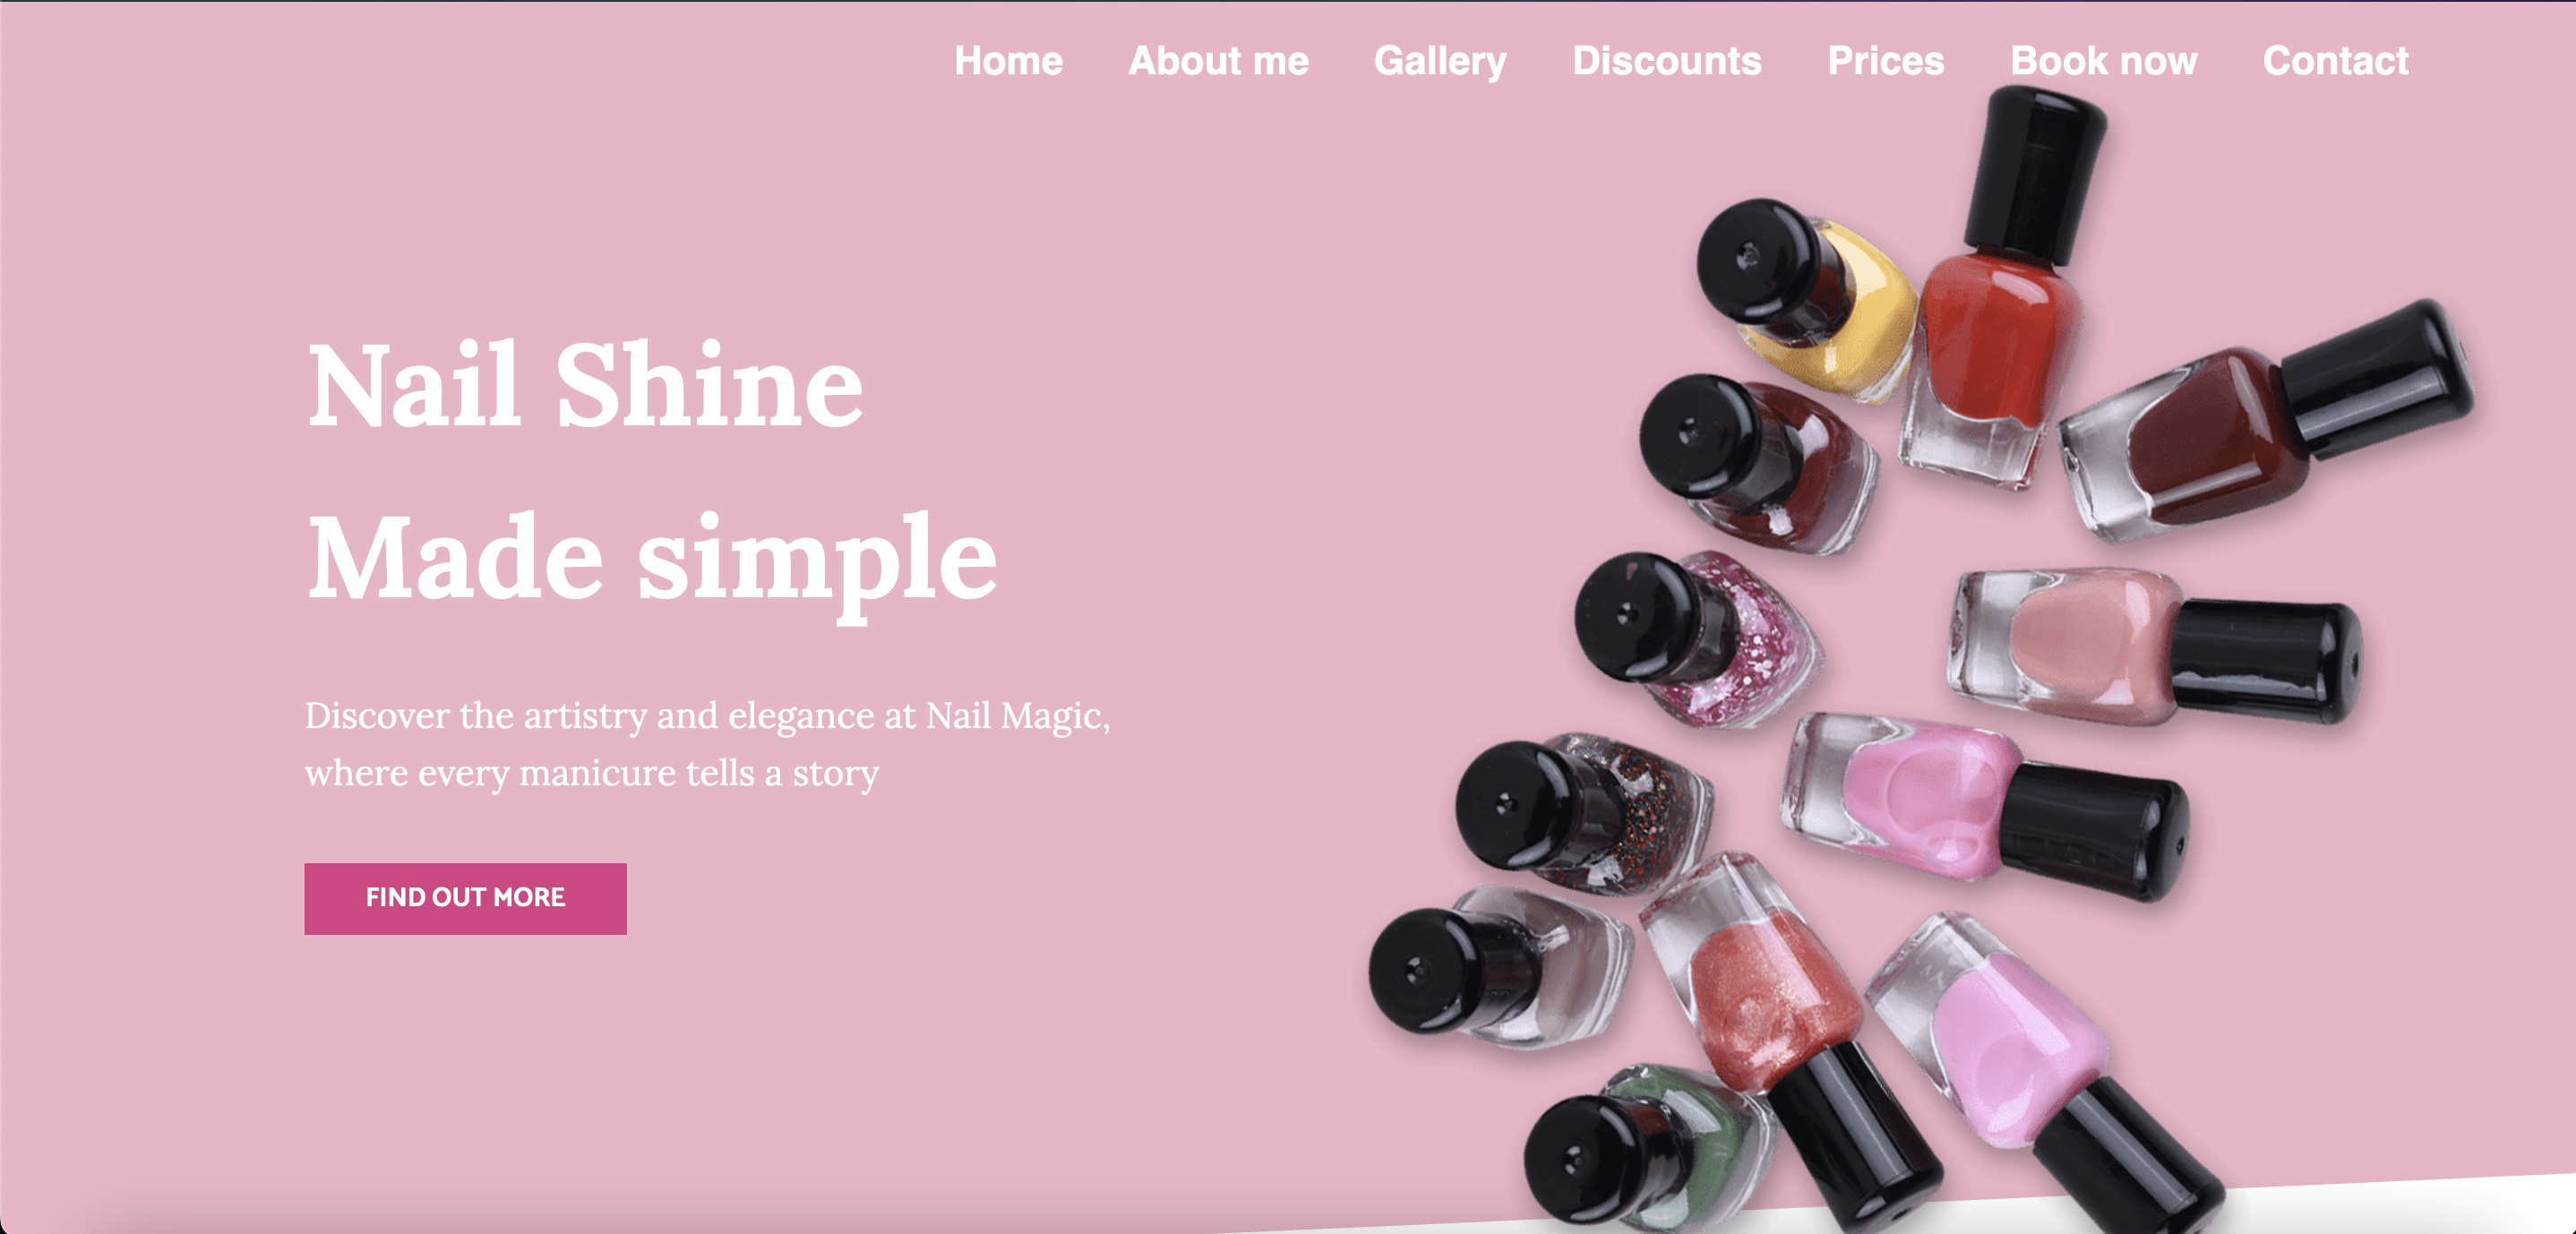 Home About me Gallery Discounts Prices Book now Contact
Nail Shine
Made simple
Discover the artistry and elegance at Nail Magic,
where every manicure tells a story
FIND OUT MORE